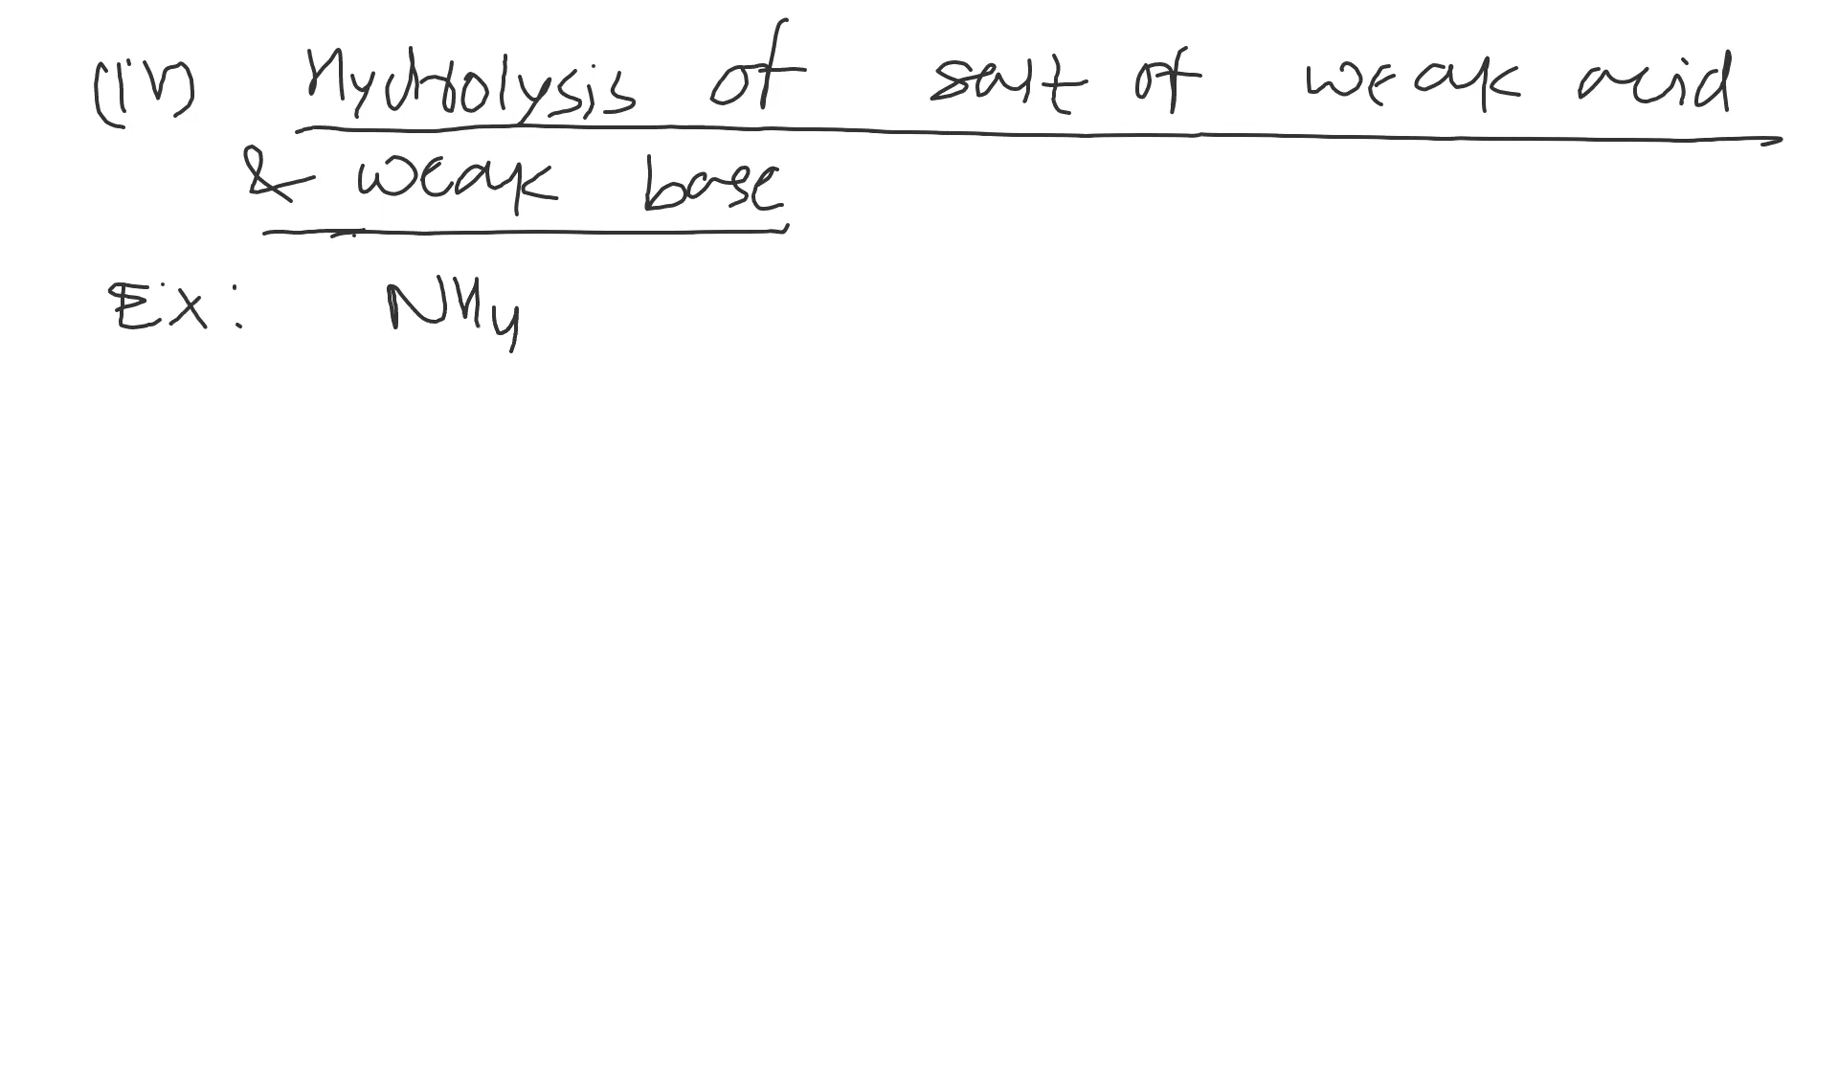 (iv) Hydrolysis of salt of weak acid
& weak base
Ex: NH4